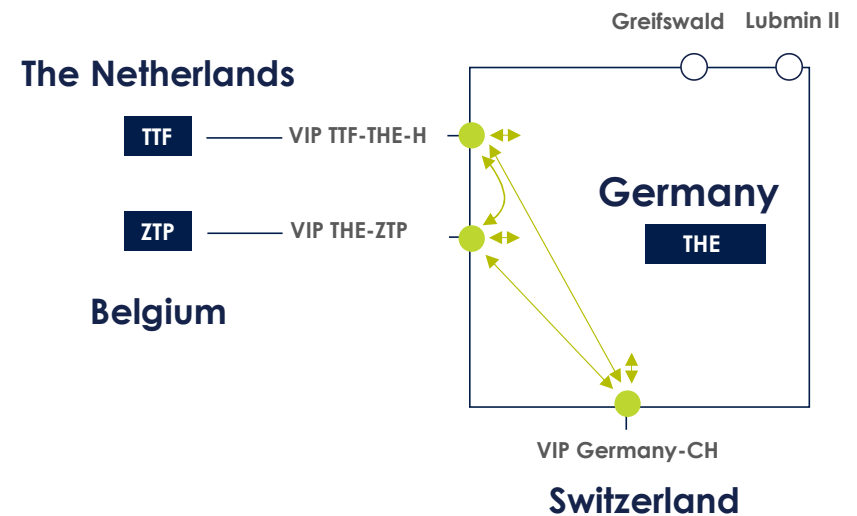 Greifswald Lubmin II
The Netherlands
TTF VIP TTF-THE-H
Germany
THE
ZTP VIP THE-ZTP
Belgium
VIP Germany-CH
Switzerland